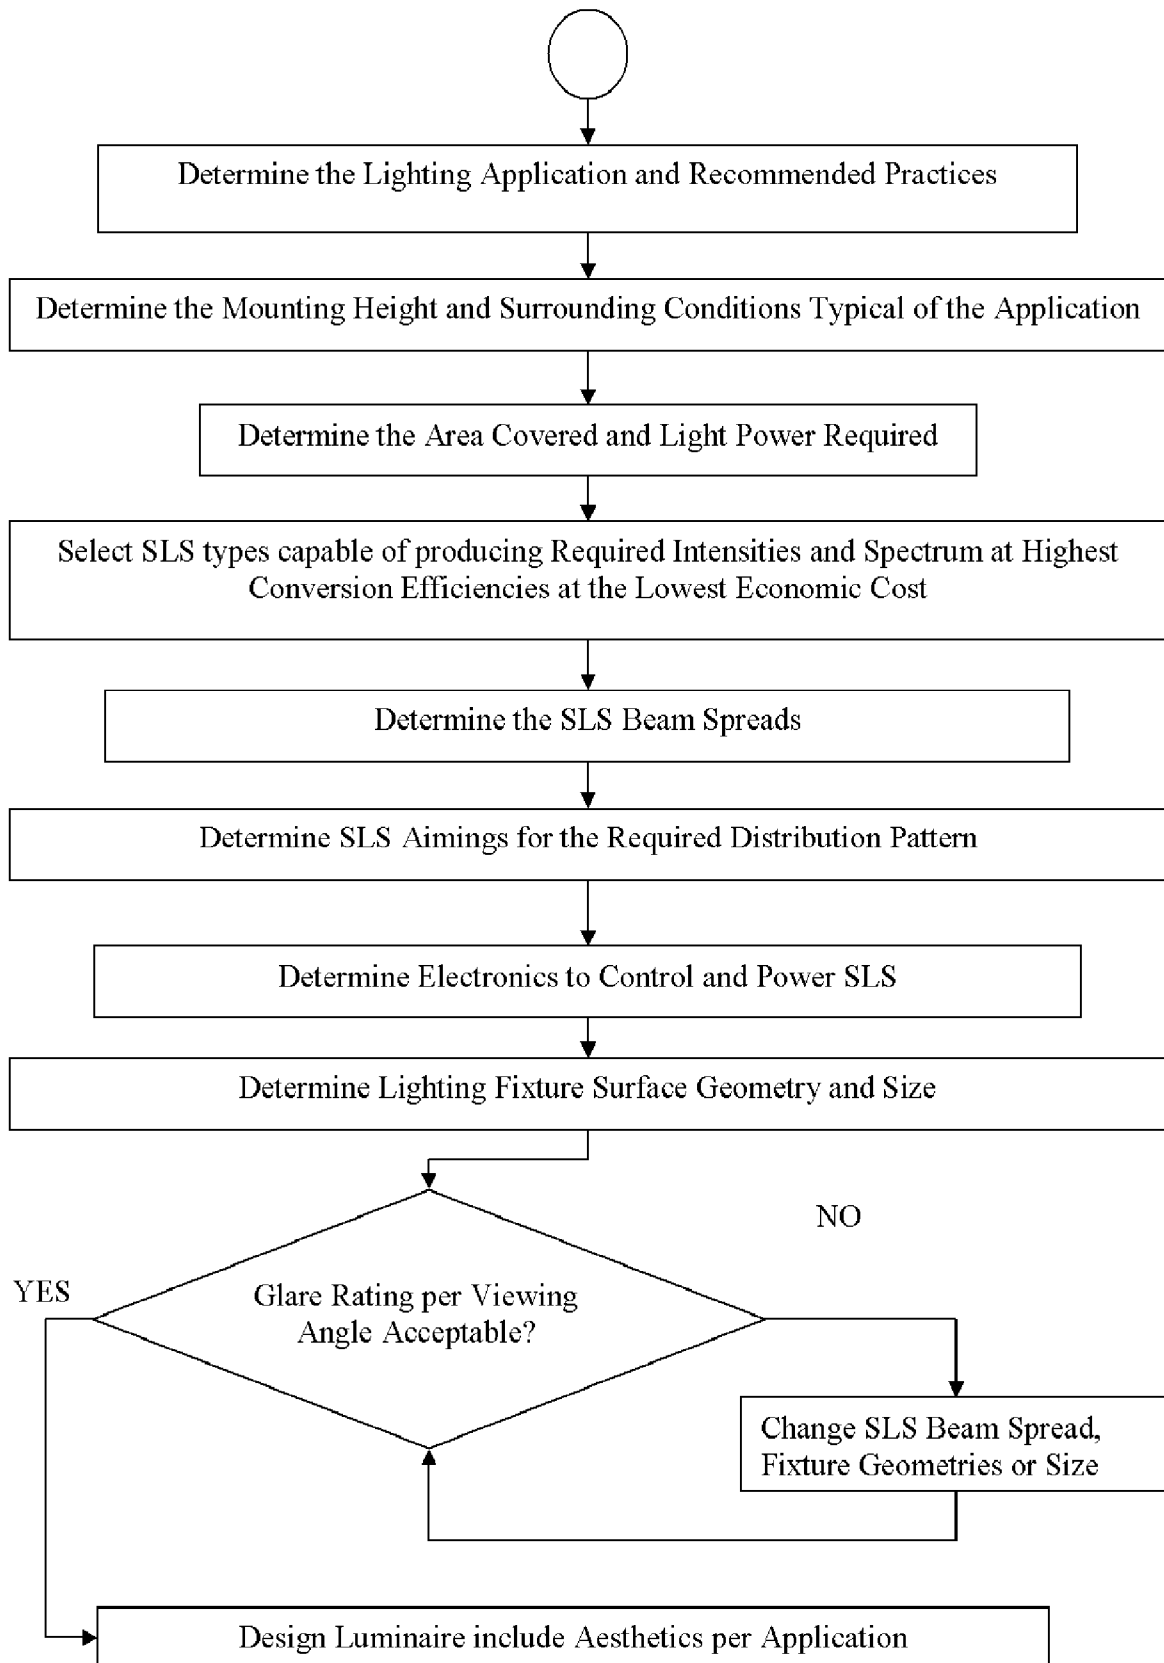 Determine the Lighting Application and Recommended Practices
Determine the Mounting Height and Surrounding Conditions Typical of the Application
Determine the Area Covered and Light Power Required
Select SLS types capable of producing Required Intensities and Spectrum at Highest
Conversion Efficiencies at the Lowest Economic Cost
Determine the SLS Beam Spreads
Determine SLS Aimings for the Required Distribution Pattern
Determine Electronics to Control and Power SLS
Determine Lighting Fixture Surface Geometry and Size
NO
YES
Glare Rating per Viewing
Angle Acceptable?
Change SLS Beam Spread,
Fixture Geometries or Size
Design Luminaire include Aesthetics per Application